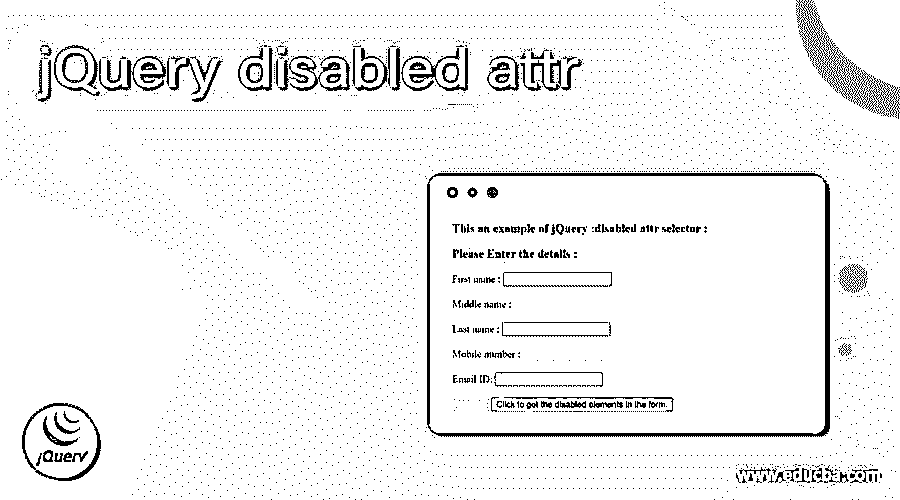 jQuery disabled attr
This an example of jQuery :disabled attr selector :
Please Enter the details :
First name :
Middle name :
Last name :
Mobile number :
Email ID:
Click to get the disabled elements in the form.
jQuery
www.educba.com